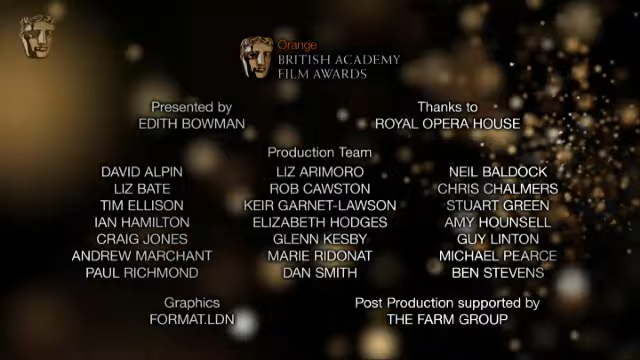 Orange
BRITISH ACADEMY
FILM AWARDS
Presented by
EDITH BOWMAN
Thanks to
ROYAL OPERA HOUSE
Production Team
DAVID ALPIN LIZ ARIMORO NEIL BALDOCK
LIZ BATE ROB CAWSTON CHRIS CHALMERS
TIM ELLISON KEIR GARNET-LAWSON STUART GREEN
IAN HAMILTON ELIZABETH HODGES AMY HOUNSELL
CRAIG JONES GLENN KESBY GUY LINTON
ANDREW MARCHANT MARIE RIDONAT MICHAEL PEARCE
PAUL RICHMOND DAN SMITH BEN STEVENS
Graphics
FORMAT.LDN
Post Production supported by
THE FARM GROUP